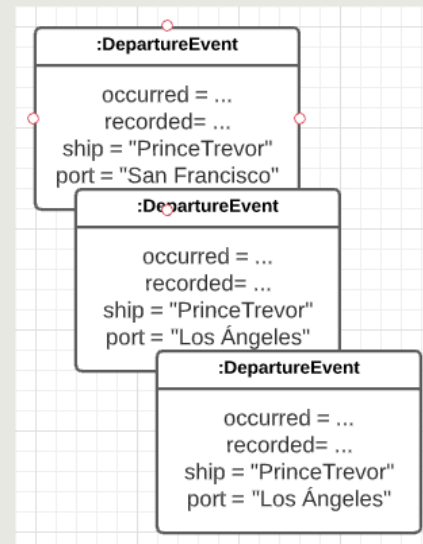 :DepartureEvent
occurred = ...
recorded= ...
ship = "PrinceTrevor"
port = "San Francisco"
:DepartureEvent
occurred = ...
recorded= ...
ship = "PrinceTrevor"
port = "Los Ángeles"
:DepartureEvent
occurred = ...
recorded= ...
ship = "PrinceTrevor"
port = "Los Ángeles"